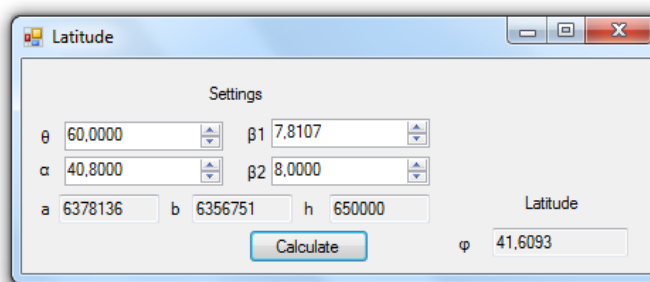 Latitude
Settings
θ 60,0000 β1 7,8107
α 40,8000 β2 8,0000
a 6378136 b 6356751 h 650000 Latitude
Calculate φ 41,6093